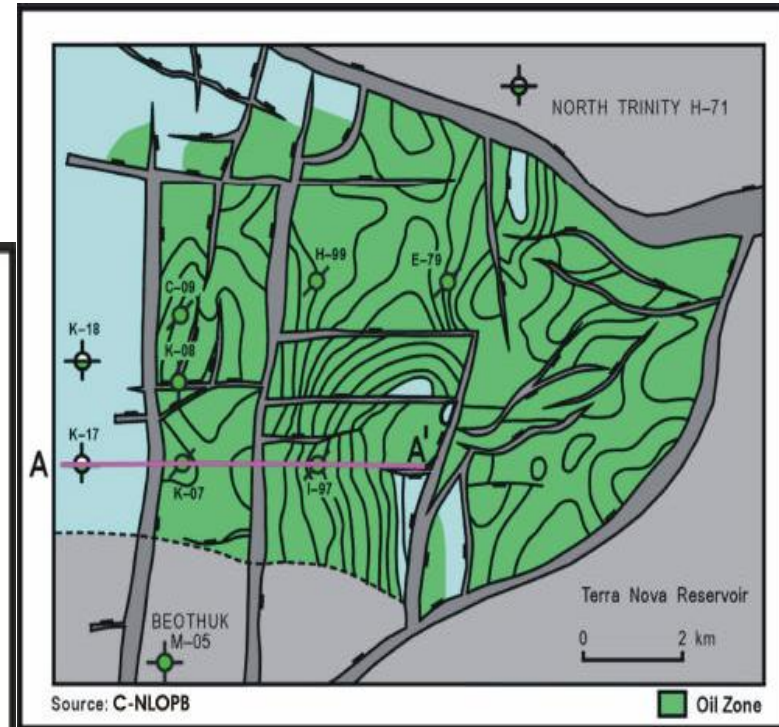 NORTH TRINITY H-71
H-99
E-79
C-09
K-18
K-08
K-17
A
A'
K-07
I-97
Terra Nova Reservoir
BEOTHUK
M-05
0 2 km
Source: C-NLOPB
Oil Zone